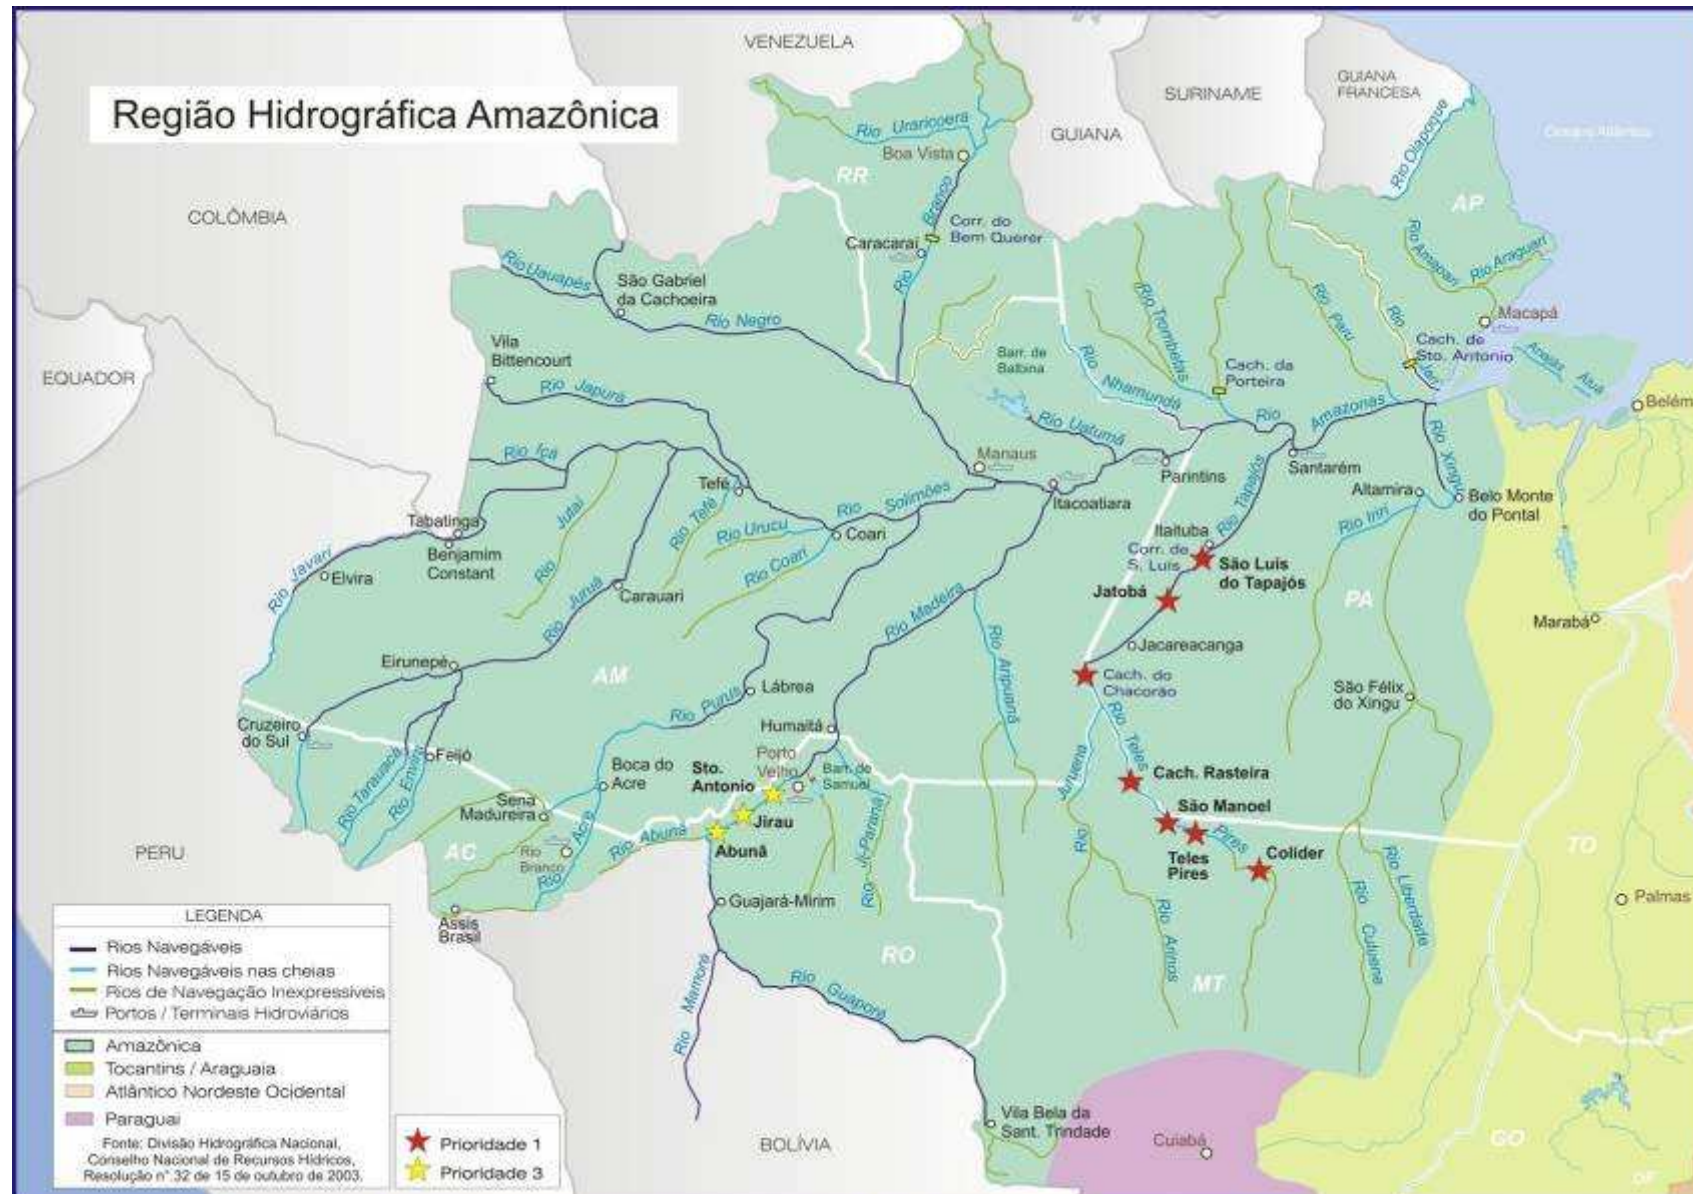 Região Hidrográfica Amazônica
VENEZUELA
COLÔMBIA
EQUADOR
PERU
BOLÍVIA
GUIANA
SURINAME
GUIANA
FRANCESA
Oceano Atlântico
RR
AP
AM
PA
AC
RO
MT
TO
GO
DF
Rio Uraricoera
Boa Vista
Rio Branco
Corr. do
Bem Querer
Caracaraí
Rio Oiapoque
Rio Amapari
Rio Araguari
Macapá
Rio Uauapés
São Gabriel
da Cachoeira
Rio Negro
Vila
Bittencourt
Rio Japurá
Rio Içá
Barr. de
Balbina
Rio Nhamundá
Rio Trombetas
Cach. da
Porteira
Rio Paru
Rio Jari
Cach. de
Sto. Antonio
Anajás
Belém
Rio Amazonas
Rio Uatumã
Manaus
Itacoatiara
Parintins
Santarém
Rio Xingu
Altamira
Belo Monte
do Pontal
Rio Iriri
Rio Tapajós
Itaituba
Corr. de
S. Luis
São Luis
do Tapajós
Jatobá
Jacareacanga
Cach. do
Chacorão
Tefé
Rio Tefé
Rio Jutaí
Rio Urucu
Rio Coari
Coari
Rio Solimões
Tabatinga
Benjamim
Constant
Rio Javari
Elvira
Rio Juruá
Carauari
Eirunepé
Rio Madeira
Rio Aripuanã
Rio Purus
Lábrea
Humaitá
Cruzeiro
do Sul
Feijó
Rio Tarauacá
Rio Envira
Boca do
Acre
Sena
Madureira
Rio
Branco
Rio Acre
Assis
Brasil
Rio Abunã
Sto.
Antonio
Porto
Velho
Barr. de
Samuel
Jirau
Abunã
Rio Ji-Paraná
Guajará-Mirim
Rio Mamoré
Rio Guaporé
Vila Bela da
Sant. Trindade
Rio Juruena
Rio Teles Pires
Cach. Rasteira
São Manoel
Teles
Pires
Colider
Rio Arinos
São Félix
do Xingu
Rio Culuene
Rio Liberdade
Marabá
Palmas
Cuiabá
LEGENDA
Rios Navegáveis
Rios Navegáveis nas cheias
Rios de Navegação Inexpressíveis
Portos / Terminais Hidroviários
Amazônica
Tocantins / Araguaia
Atlântico Nordeste Ocidental
Paraguai
Fonte: Divisão Hidrográfica Nacional,
Conselho Nacional de Recursos Hídricos,
Resolução n°.32 de 15 de outubro de 2003.
Prioridade 1
Prioridade 3